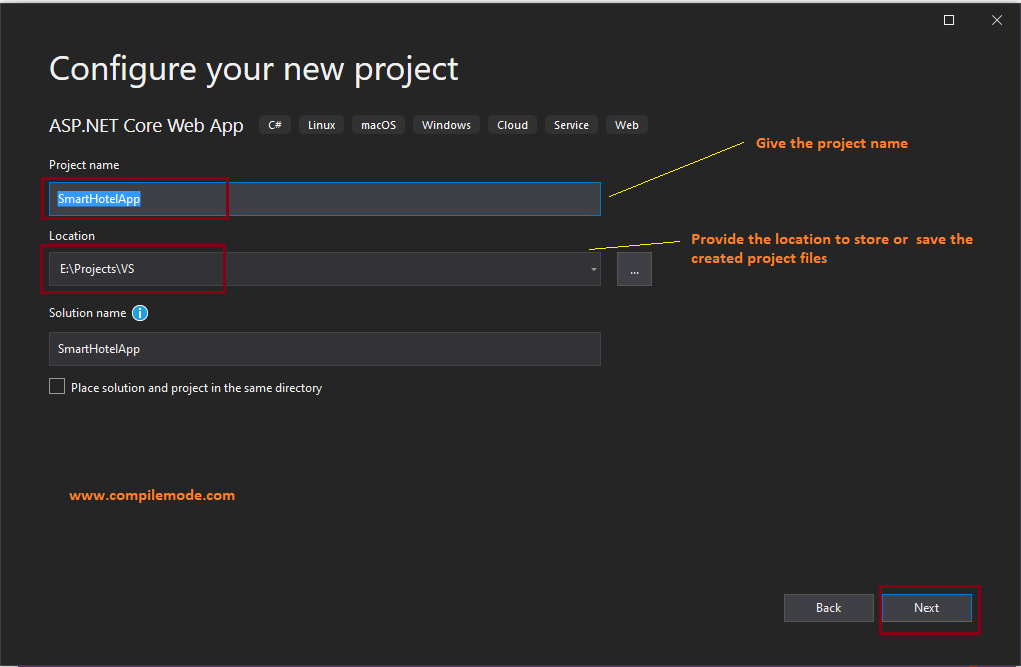 Configure your new project
ASP.NET Core Web App C# Linux macOS Windows Cloud Service Web
Give the project name
Project name
SmartHotelApp
Location
Provide the location to store or save the
created project files
E:\Projects\VS
...
Solution name
SmartHotelApp
Place solution and project in the same directory
www.compilemode.com
Back Next